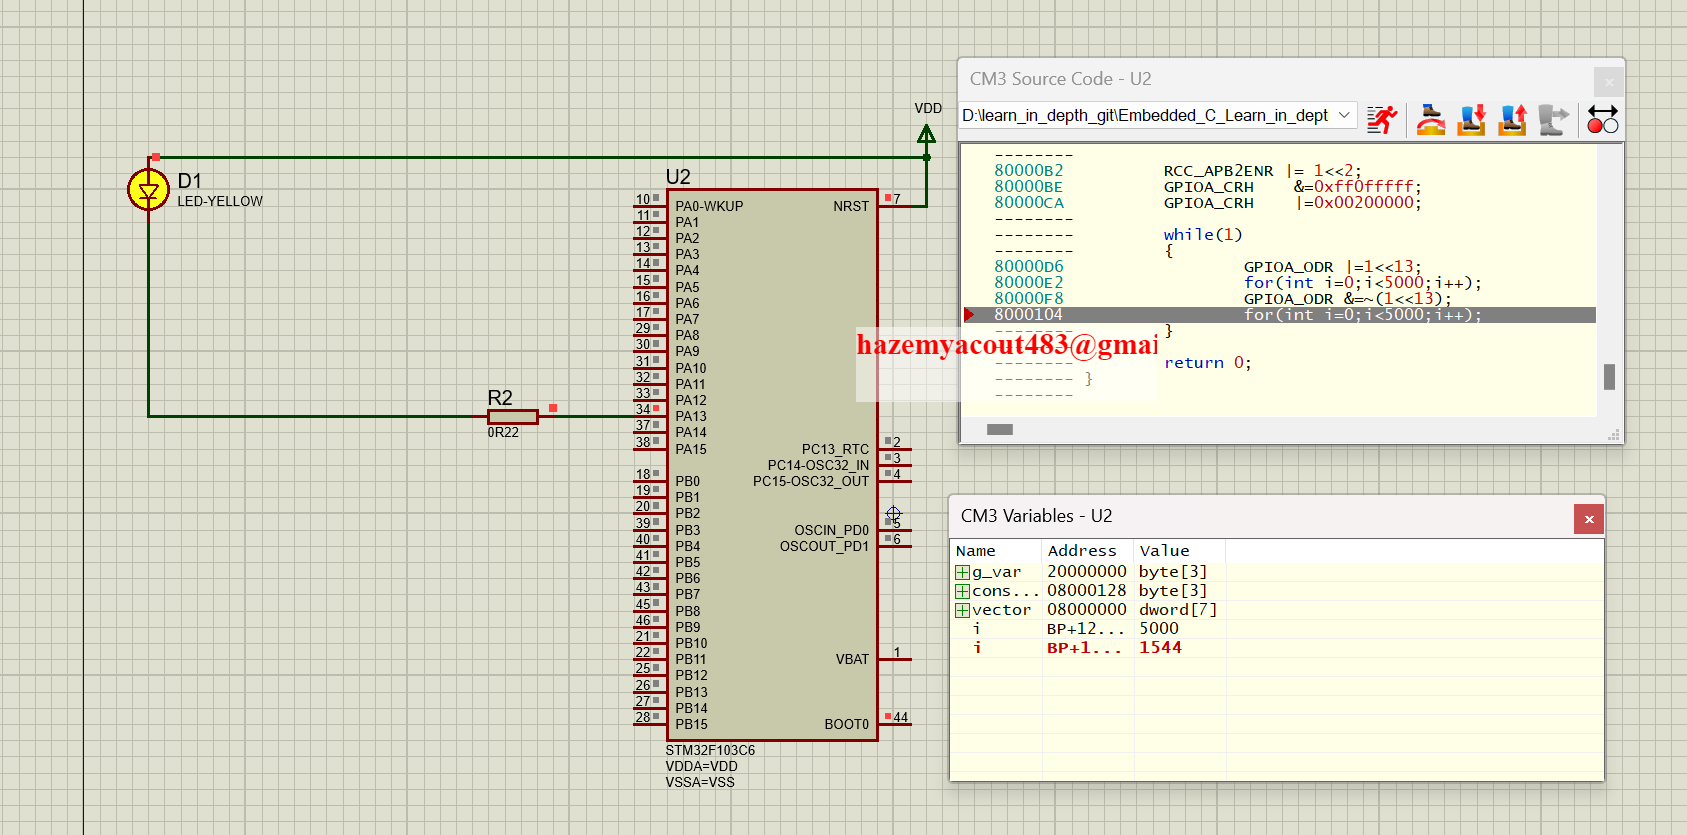 VDD
D1
LED-YELLOW
R2
0R22
U2
10 PA0-WKUP NRST 7
11 PA1
12 PA2
13 PA3
14 PA4
15 PA5
16 PA6
17 PA7
29 PA8
30 PA9
31 PA10
32 PA11
33 PA12
34 PA13
37 PA14
38 PA15 PC13_RTC 2
PC14-OSC32_IN 3
18 PB0 PC15-OSC32_OUT 4
19 PB1
20 PB2
39 PB3 OSCIN_PD0 5
40 PB4 OSCOUT_PD1 6
41 PB5
42 PB6
43 PB7
45 PB8
46 PB9
21 PB10
22 PB11 VBAT 1
25 PB12
26 PB13
27 PB14
28 PB15 BOOT0 44
STM32F103C6
VDDA=VDD
VSSA=VSS
CM3 Source Code - U2
D:\learn_in_depth_git\Embedded_C_Learn_in_dept
--------
80000B2 RCC_APB2ENR |= 1<<2;
80000BE GPIOA_CRH &=0xff0fffff;
80000CA GPIOA_CRH |=0x00200000;
--------
-------- while(1)
-------- {
80000D6 GPIOA_ODR |=1<<13;
80000E2 for(int i=0;i<5000;i++);
80000F8 GPIOA_ODR &=~(1<<13);
8000104 for(int i=0;i<5000;i++);
-------- }
hazemyacout483@gmai
-------- return 0;
-------- }
--------
CM3 Variables - U2
Name Address Value
g_var 20000000 byte[3]
cons... 08000128 byte[3]
vector 08000000 dword[7]
i BP+12... 5000
i BP+1... 1544